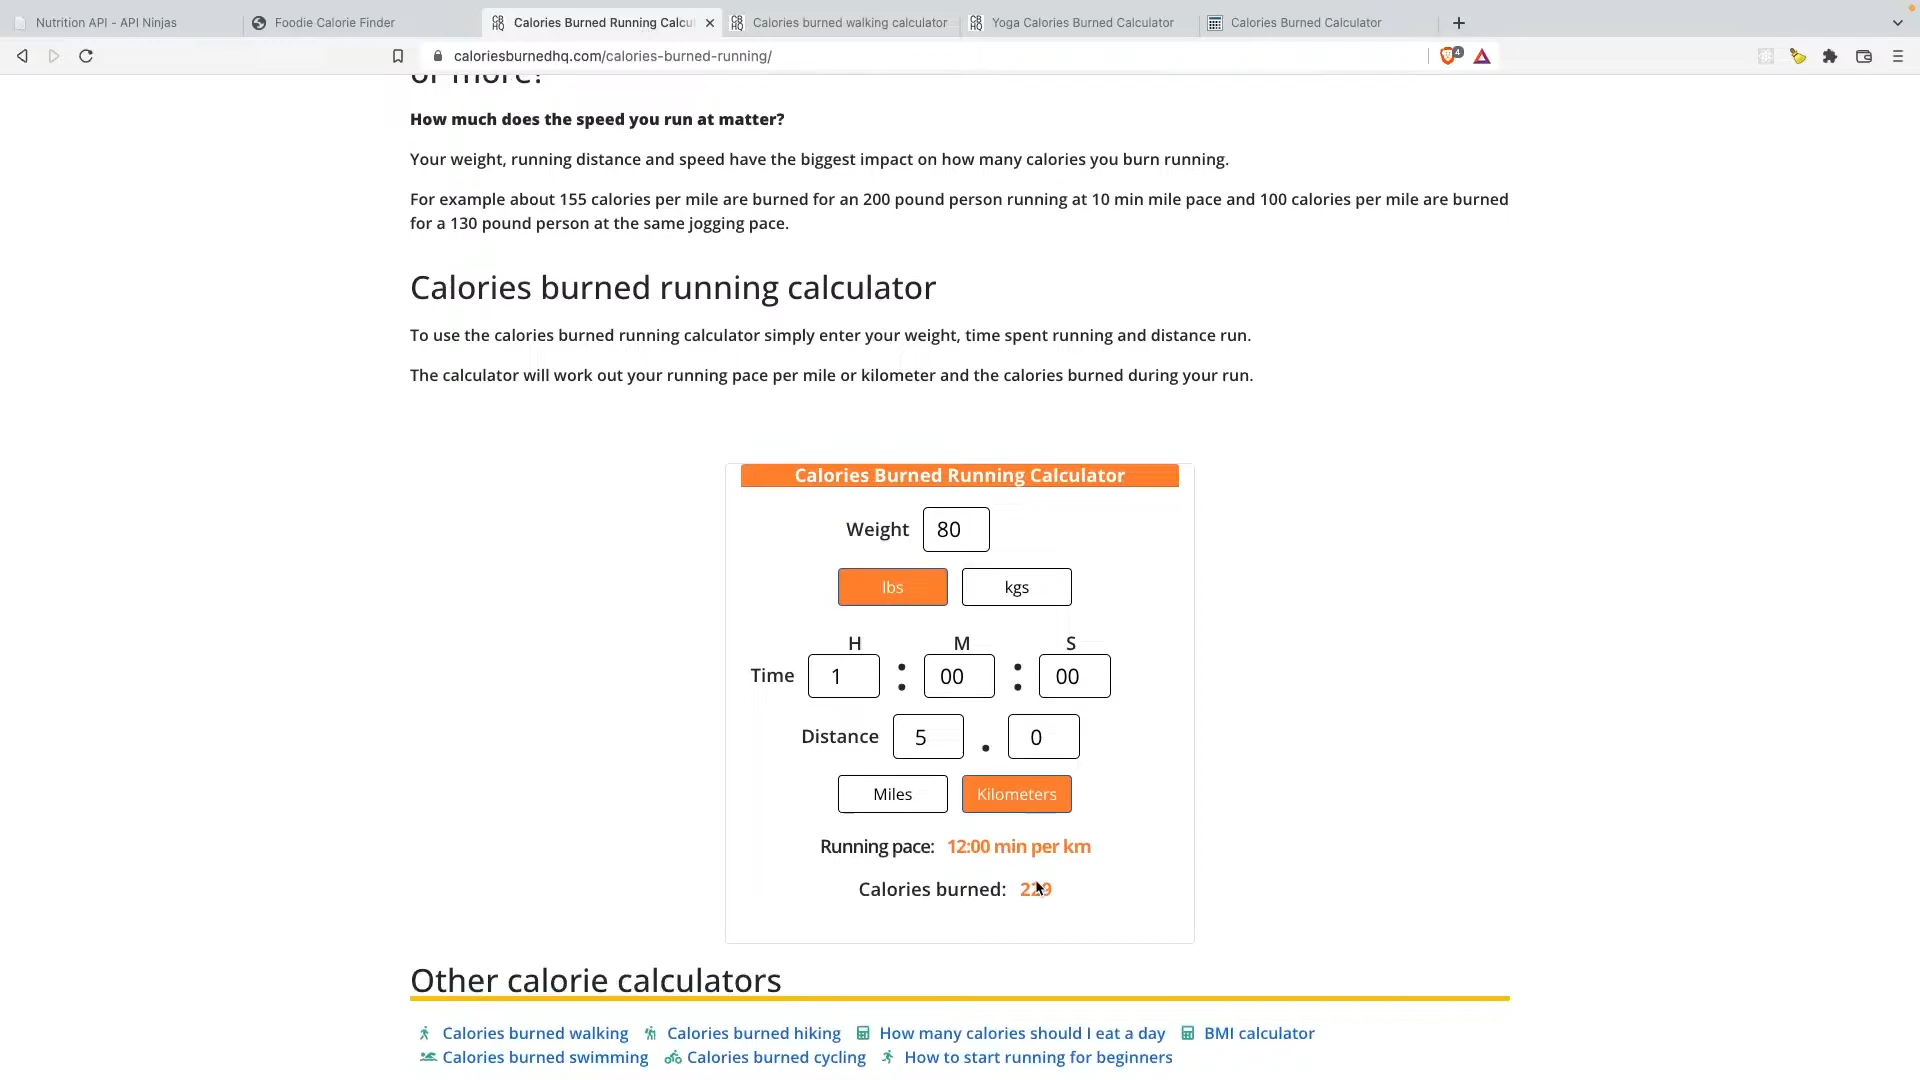 Nutrition API - API Ninjas
Foodie Calorie Finder
Calories Burned Running Calcu
Calories burned walking calculator
Yoga Calories Burned Calculator
Calories Burned Calculator
caloriesburnedhq.com/calories-burned-running/
4
or more?
How much does the speed you run at matter?
Your weight, running distance and speed have the biggest impact on how many calories you burn running.
For example about 155 calories per mile are burned for an 200 pound person running at 10 min mile pace and 100 calories per mile are burned
for a 130 pound person at the same jogging pace.
Calories burned running calculator
To use the calories burned running calculator simply enter your weight, time spent running and distance run.
The calculator will work out your running pace per mile or kilometer and the calories burned during your run.
Calories Burned Running Calculator
Weight 80
lbs kgs
H M S
Time 1 : 00 : 00
Distance 5 . 0
Miles Kilometers
Running pace: 12:00 min per km
Calories burned: 229
Other calorie calculators
Calories burned walking Calories burned hiking How many calories should I eat a day BMI calculator
Calories burned swimming Calories burned cycling How to start running for beginners